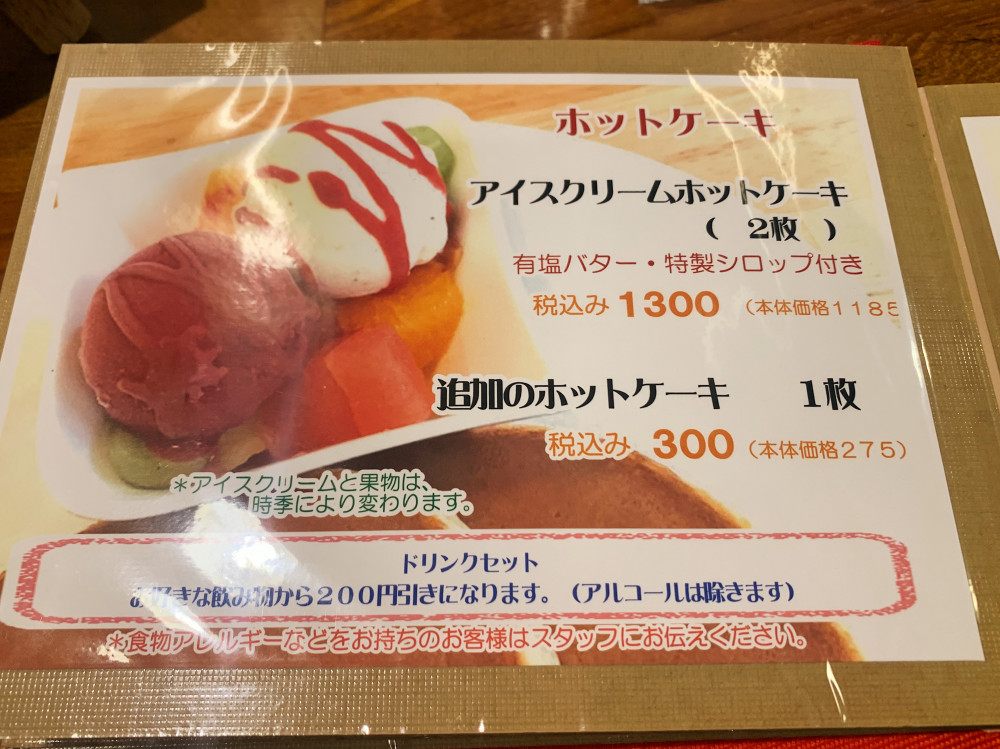 ホットケーキ
アイスクリームホットケーキ
（　２枚　）
有塩バター・特製シロップ付き
税込み 1300 （本体価格１１８５
追加のホットケーキ　　１枚
税込み 300 （本体価格２７５）
＊アイスクリームと果物は、
時季により変わります。
ドリンクセット
お好きな飲み物から２００円引きになります。（アルコールは除きます）
＊食物アレルギーなどをお持ちのお客様はスタッフにお伝えください。